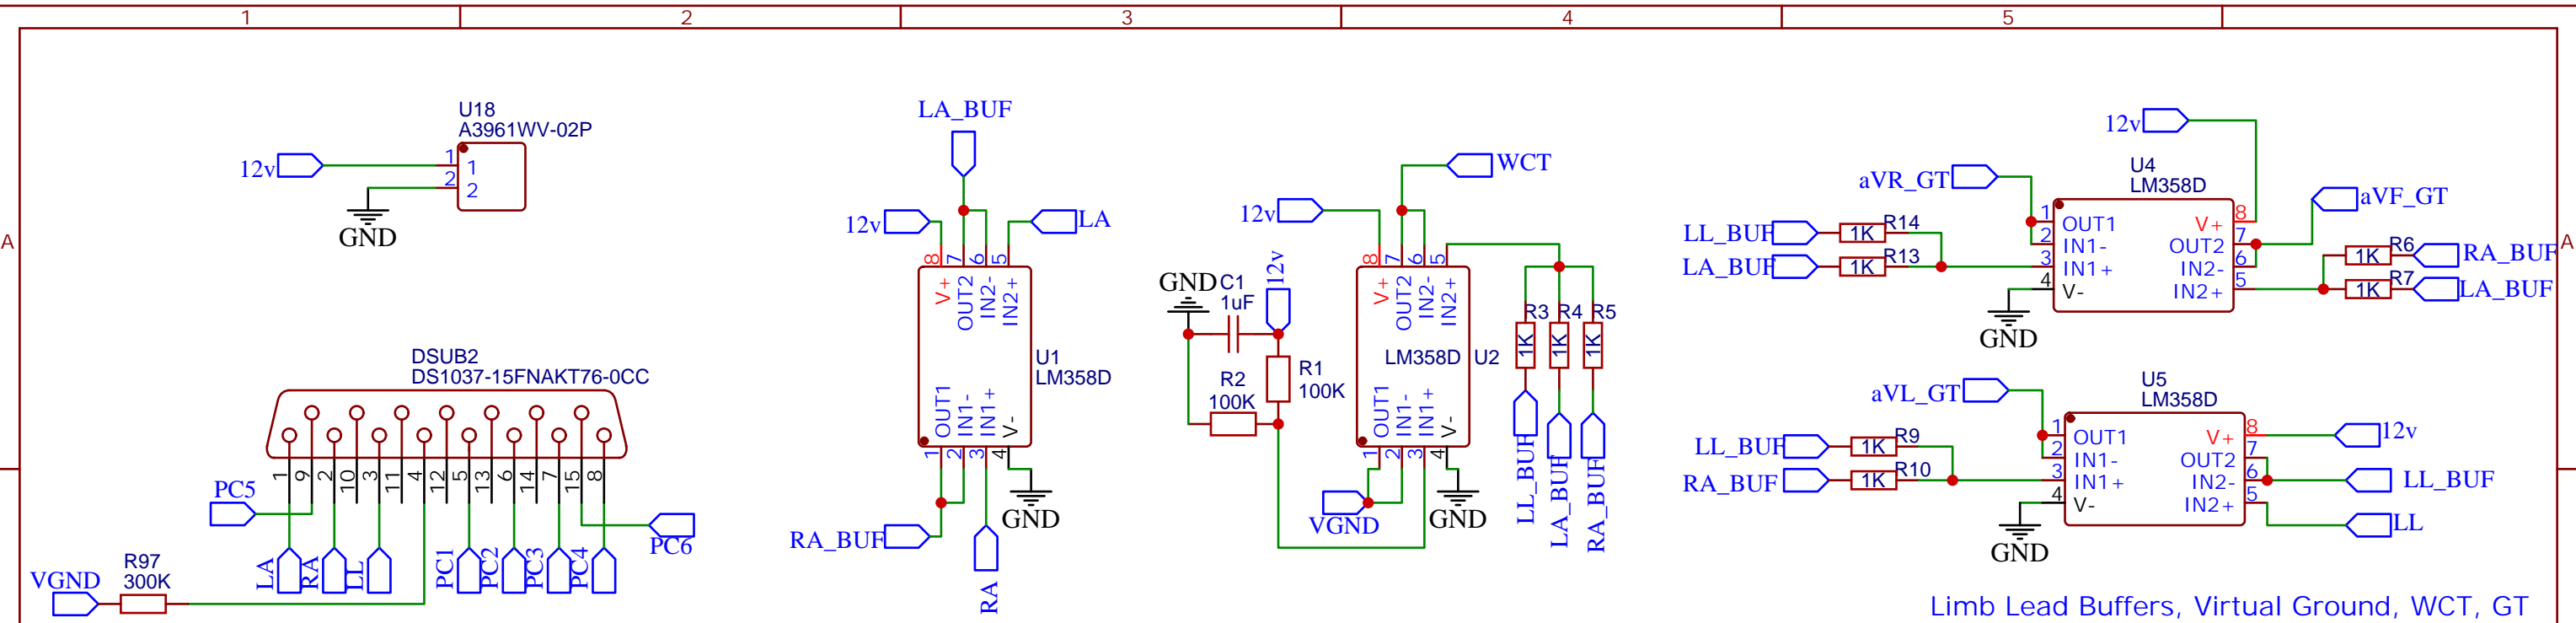 1 2 3 4 5
A A
U18
A3961WV-02P
12v 1 1
2 2
GND
DSUB2
DS1037-15FNAKT76-0CC
1 9 2 10 3 11 4 12 5 13 6 14 7 15 8
PC5
PC6
LA RA LL PC1 PC2 PC3 PC4
VGND
R97
300K
LA_BUF
12v
LA
8 7 6 5
V+ OUT2 IN2- IN2+
U1
LM358D
OUT1 IN1- IN1+ V-
1 2 3 4
GND
RA_BUF
RA
WCT
12v
GND
C1
1uF
12v
R1
100K
R2
100K
8 7 6 5
V+ OUT2 IN2- IN2+
LM358D U2
OUT1 IN1- IN1+ V-
1 2 3 4
VGND
GND
R3 R4 R5
1K 1K 1K
LL_BUF LA_BUF RA_BUF
12v
aVR_GT
U4
LM358D
aVF_GT
LL_BUF 1K R14
LA_BUF 1K R13
1 OUT1 V+ 8
2 IN1- OUT2 7
3 IN1+ IN2- 6
4 V- IN2+ 5
R6 1K RA_BUF
R7 1K LA_BUF
GND
aVL_GT
U5
LM358D
LL_BUF 1K R9
RA_BUF 1K R10
1 OUT1 V+ 8
2 IN1- OUT2 7
3 IN1+ IN2- 6
4 V- IN2+ 5
12v
LL_BUF
LL
GND
Limb Lead Buffers, Virtual Ground, WCT, GT